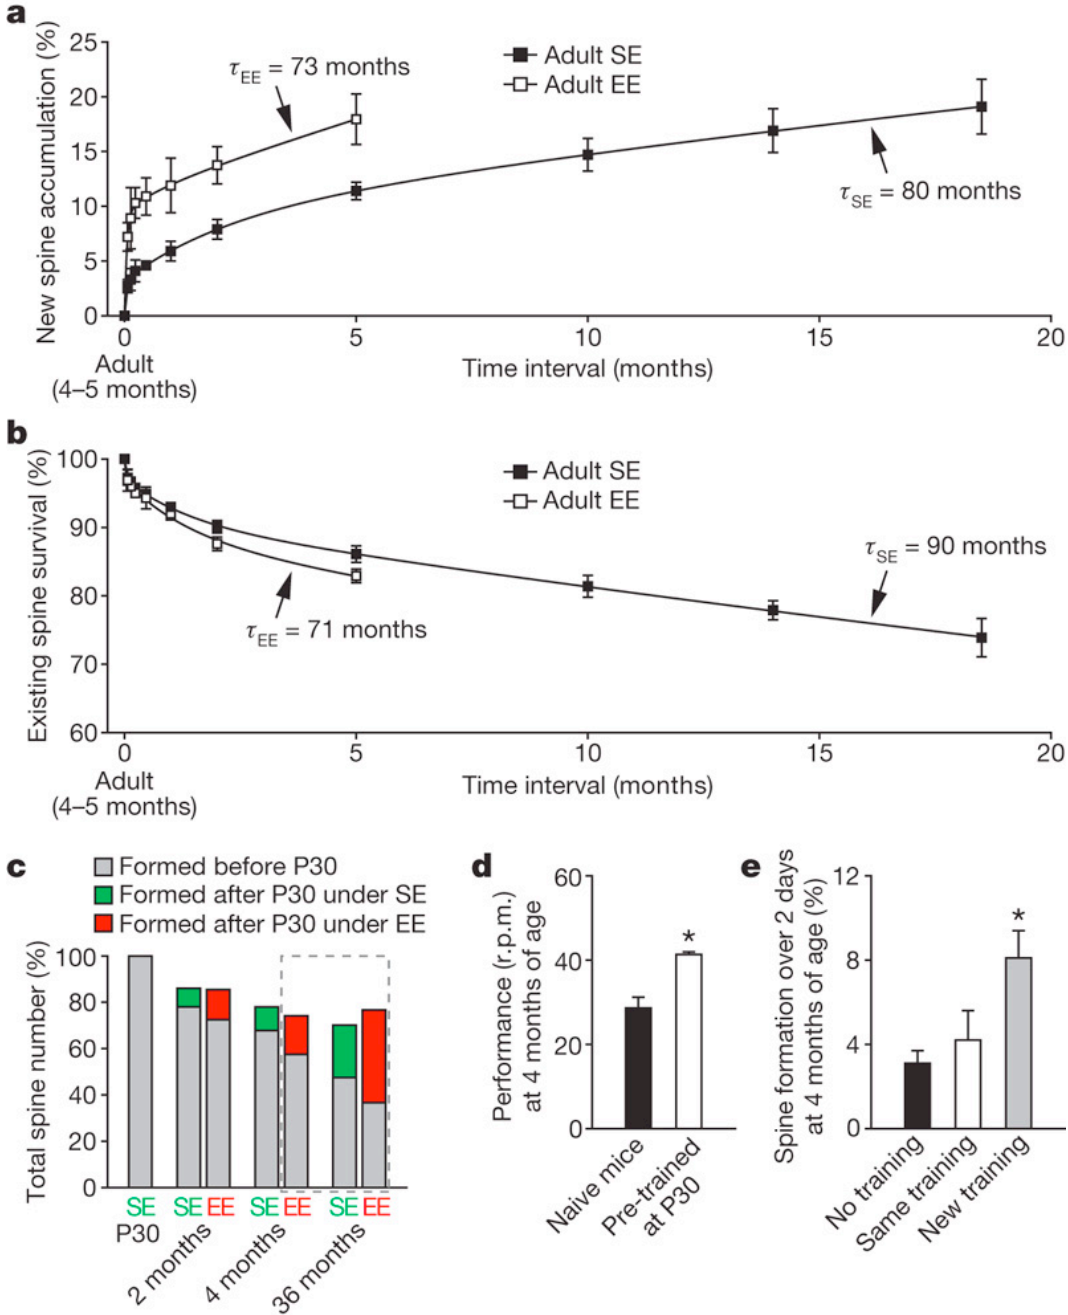 a
New spine accumulation (%)
25
20
15
10
5
0
τEE = 73 months
Adult SE
Adult EE
τSE = 80 months
0
5
10
15
20
Adult
(4–5 months)
Time interval (months)
b
Existing spine survival (%)
100
90
80
70
60
Adult SE
Adult EE
τSE = 90 months
τEE = 71 months
0
5
10
15
20
Adult
(4–5 months)
Time interval (months)
c
Formed before P30
Formed after P30 under SE
Formed after P30 under EE
Total spine number (%)
100
80
60
40
20
0
SE
SE EE
SE EE
SE EE
P30
2 months
4 months
36 months
d
Performance (r.p.m.)
at 4 months of age
60
40
20
0
*
Naive mice
Pre-trained
at P30
e
Spine formation over 2 days
at 4 months of age (%)
12
8
4
0
*
No training
Same training
New training